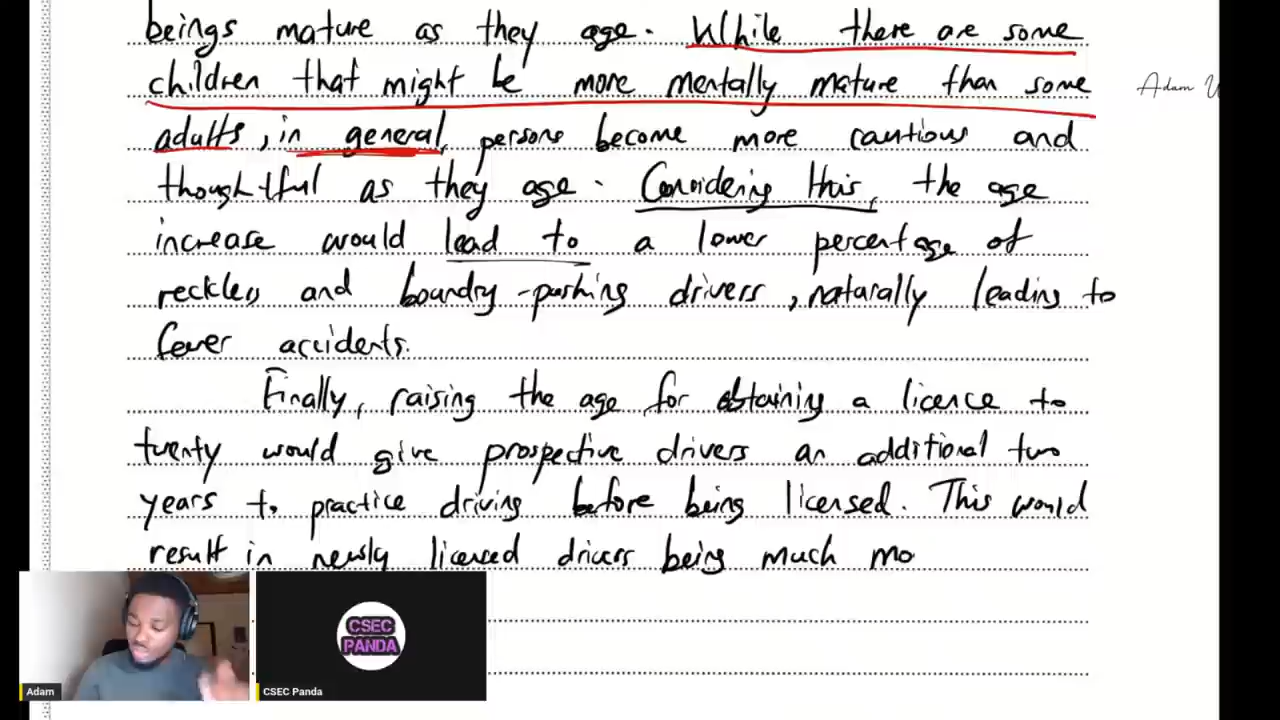 beings mature as they age. While there are some
children that might be more mentally mature than some
Adam
adults, in general, persons become more cautious and
thoughtful as they age. Considering this, the age
increase would lead to a lower percentage of
reckless and boundry-pushing drivers, naturally leading to
fewer accidents.
Finally, raising the age for obtaining a licence to
twenty would give prospective drivers an additional two
years to practice driving before being licensed. This would
result in newly licenced drivers being much mo
CSEC
PANDA
Adam
CSEC Panda